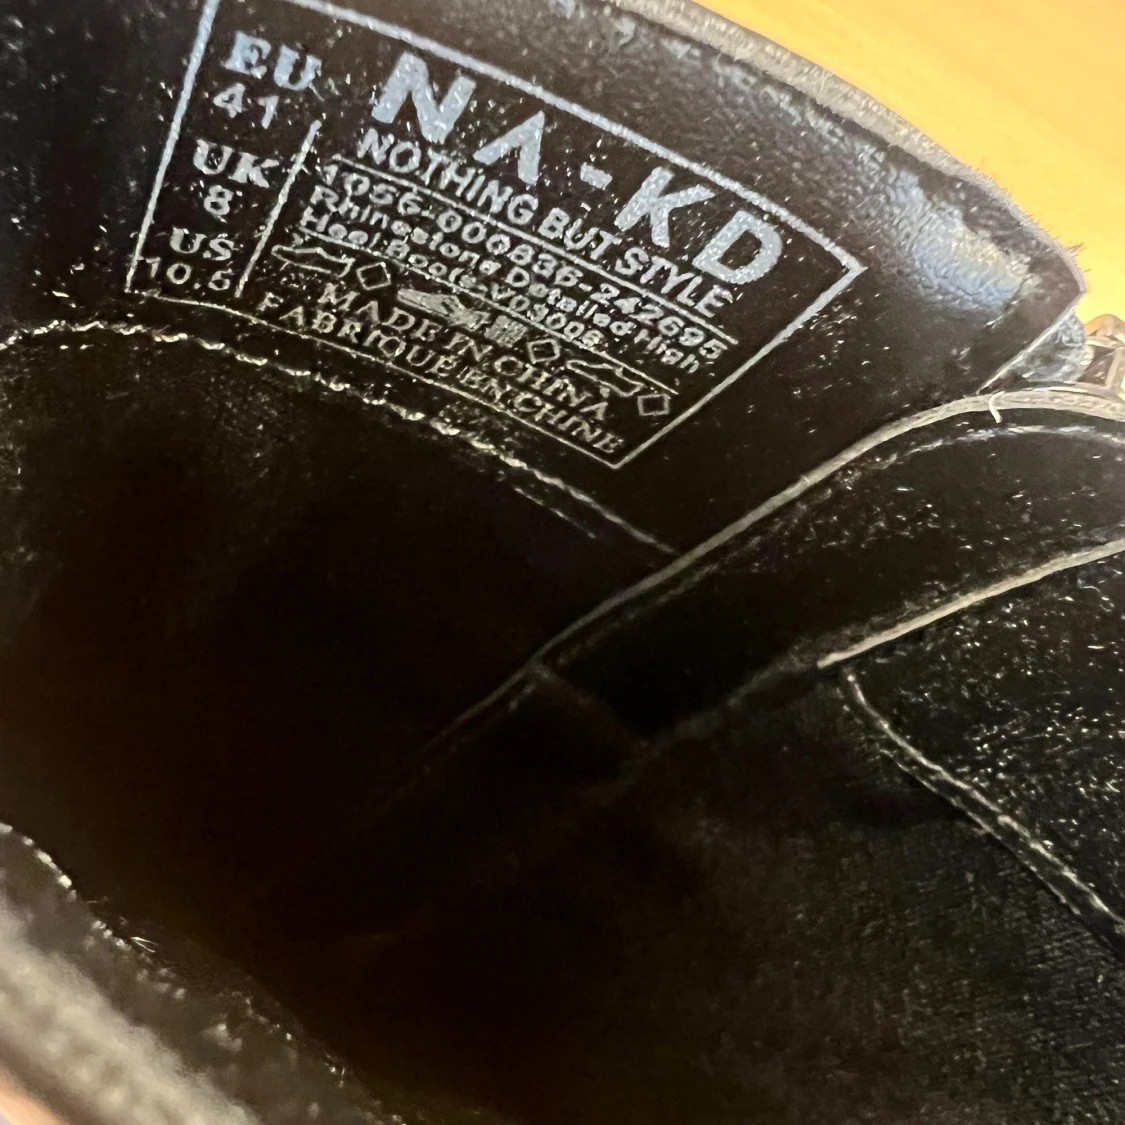 EU
41
UK
8
US
10.5
NA-KD
NOTHING BUT STYLE
1056-000836-242695
Rhinestone Detailed High
Heel Boots-V03005
MADE IN CHINA
FABRIQUE EN CHINE